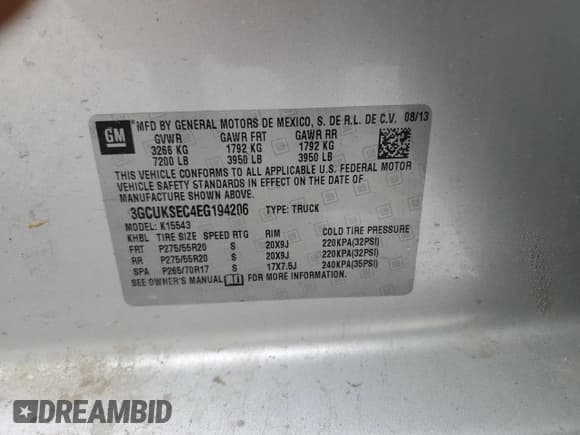 GM
MFD BY GENERAL MOTORS DE MEXICO, S. DE R.L. DE C.V. 08/13
GVWR GAWR FRT GAWR RR
3266 KG 1792 KG 1792 KG
7200 LB 3950 LB 3950 LB
THIS VEHICLE CONFORMS TO ALL APPLICABLE U.S. FEDERAL MOTOR
VEHICLE SAFETY STANDARDS IN EFFECT ON THE DATE OF
MANUFACTURE SHOWN ABOVE.
3GCUKSEC4EG194206 TYPE: TRUCK
MODEL: K15543
KHBL TIRE SIZE SPEED RTG RIM COLD TIRE PRESSURE
FRT P275/55R20 S 20X9J 220KPA(32PSI)
RR P275/55R20 S 20X9J 220KPA(32PSI)
SPA P265/70R17 S 17X7.5J 240KPA(35PSI)
SEE OWNER'S MANUAL FOR MORE INFORMATION.
DREAMBID